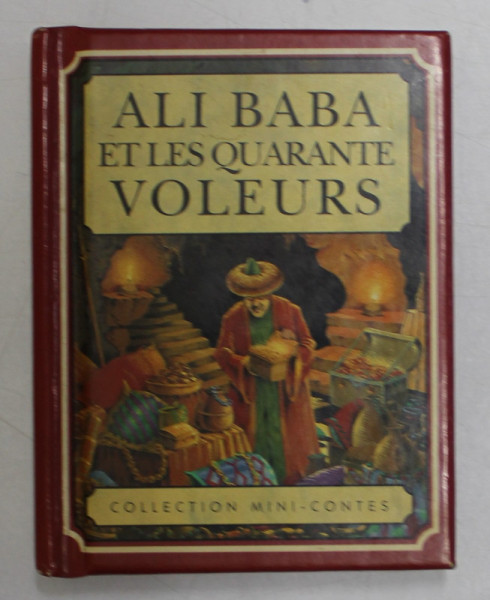 ALI BABA
ET LES QUARANTE
VOLEURS
COLLECTION MINI-CONTES